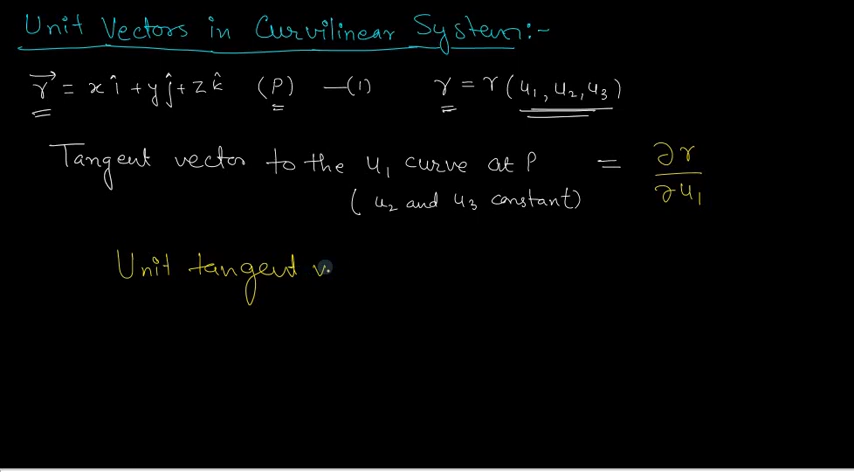 Unit Vectors in Curvilinear System:-
r⃗ = xî + yĵ + zk̂ (P) —(1) r = r(u₁, u₂, u₃)
Tangent vector to the u₁ curve at P = ∂r/∂u₁
(u₂ and u₃ constant)
Unit tangent v